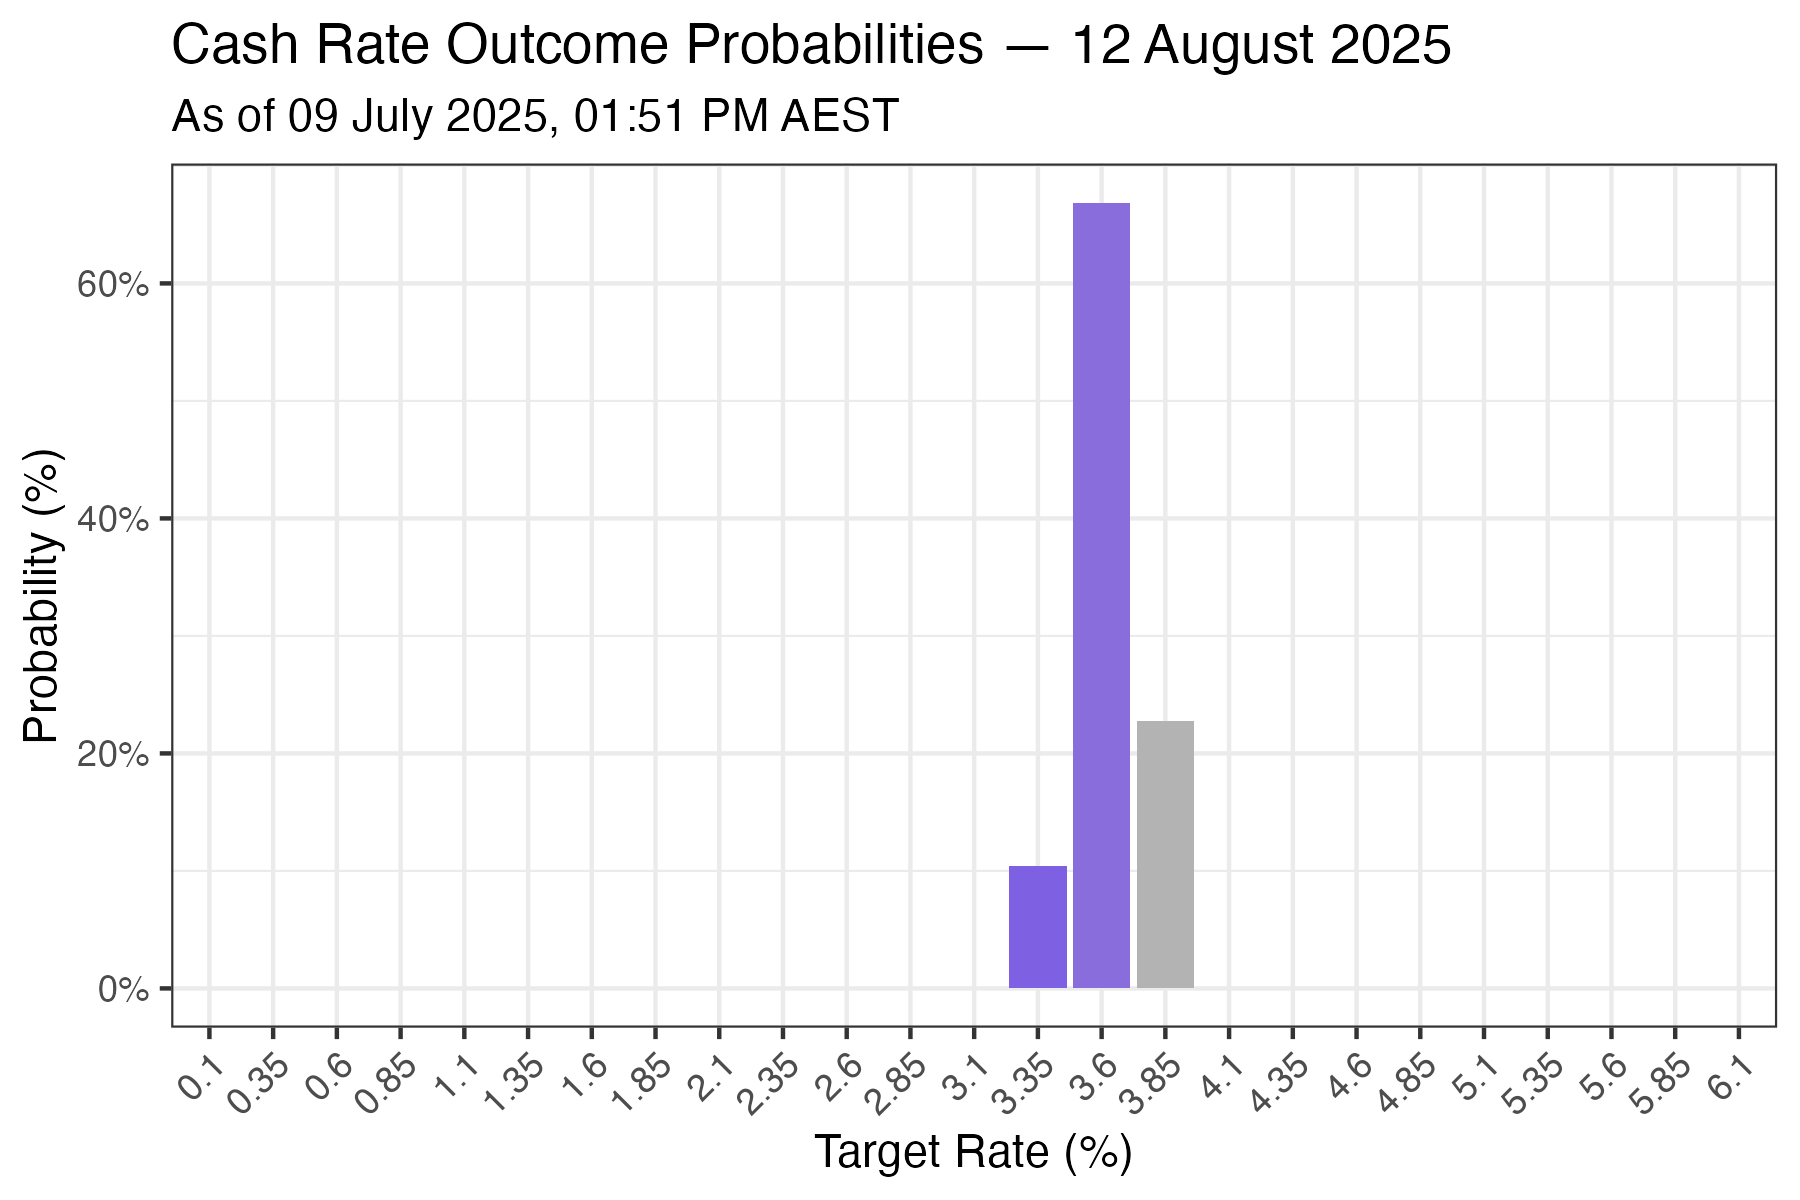 Cash Rate Outcome Probabilities — 12 August 2025
As of 09 July 2025, 01:51 PM AEST
Probability (%)
60%
40%
20%
0%
0.1 0.35 0.6 0.85 1.1 1.35 1.6 1.85 2.1 2.35 2.6 2.85 3.1 3.35 3.6 3.85 4.1 4.35 4.6 4.85 5.1 5.35 5.6 5.85 6.1
Target Rate (%)